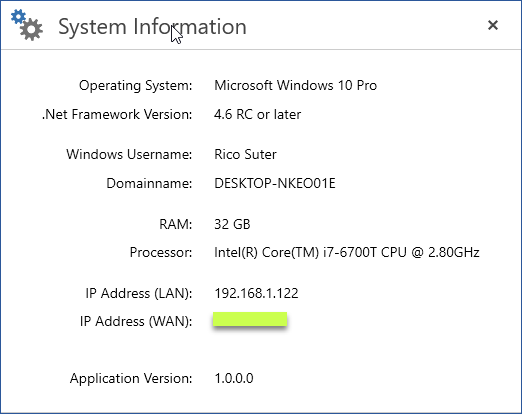 System Information
Operating System: Microsoft Windows 10 Pro
.Net Framework Version: 4.6 RC or later
Windows Username: Rico Suter
Domainname: DESKTOP-NKEO01E
RAM: 32 GB
Processor: Intel(R) Core(TM) i7-6700T CPU @ 2.80GHz
IP Address (LAN): 192.168.1.122
IP Address (WAN):
Application Version: 1.0.0.0